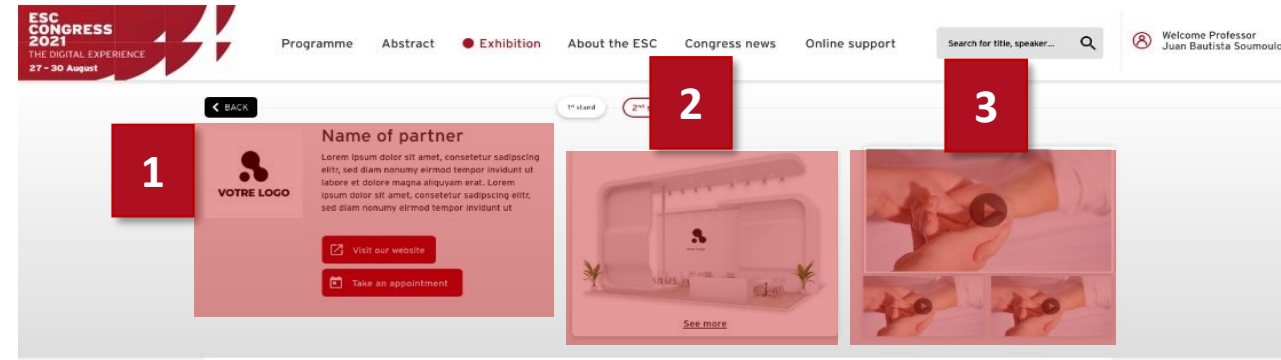 ESC
CONGRESS
2021
THE DIGITAL EXPERIENCE
27 – 30 August
Programme Abstract Exhibition About the ESC Congress news Online support
Search for title, speaker...
Welcome Professor
Juan Bautista Soumoulo
BACK
1st stand
2nd
1
2
3
VOTRE LOGO
Name of partner
Lorem ipsum dolor sit amet, consetetur sadipscing
elitr, sed diam nonumy eirmod tempor invidunt ut
labore et dolore magna aliquyam erat. Lorem
ipsum dolor sit amet, consetetur sadipscing elitr,
sed diam nonumy eirmod tempor invidunt ut
Visit our website
Take an appointment
See more